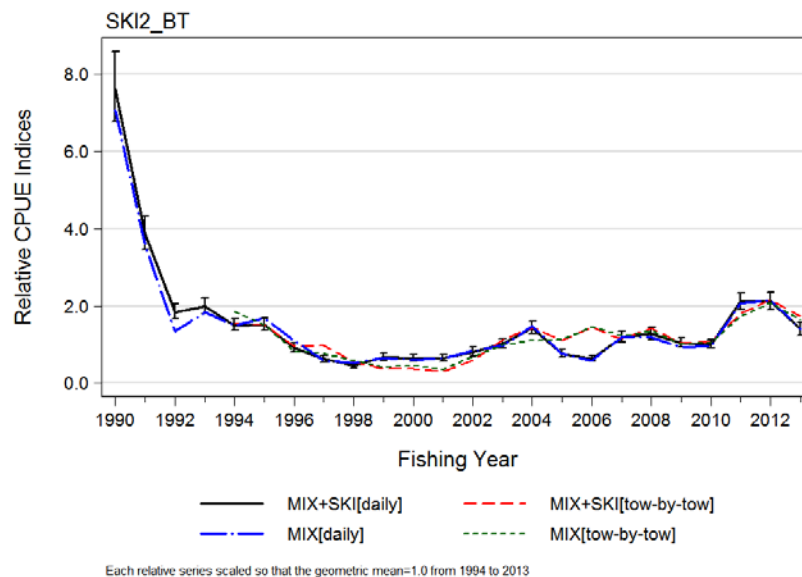 SKI2_BT
Relative CPUE Indices
8.0
6.0
4.0
2.0
0.0
1990 1992 1994 1996 1998 2000 2002 2004 2006 2008 2010 2012
Fishing Year
MIX+SKI[daily] MIX+SKI[tow-by-tow]
MIX[daily] MIX[tow-by-tow]
Each relative series scaled so that the geometric mean=1.0 from 1994 to 2013